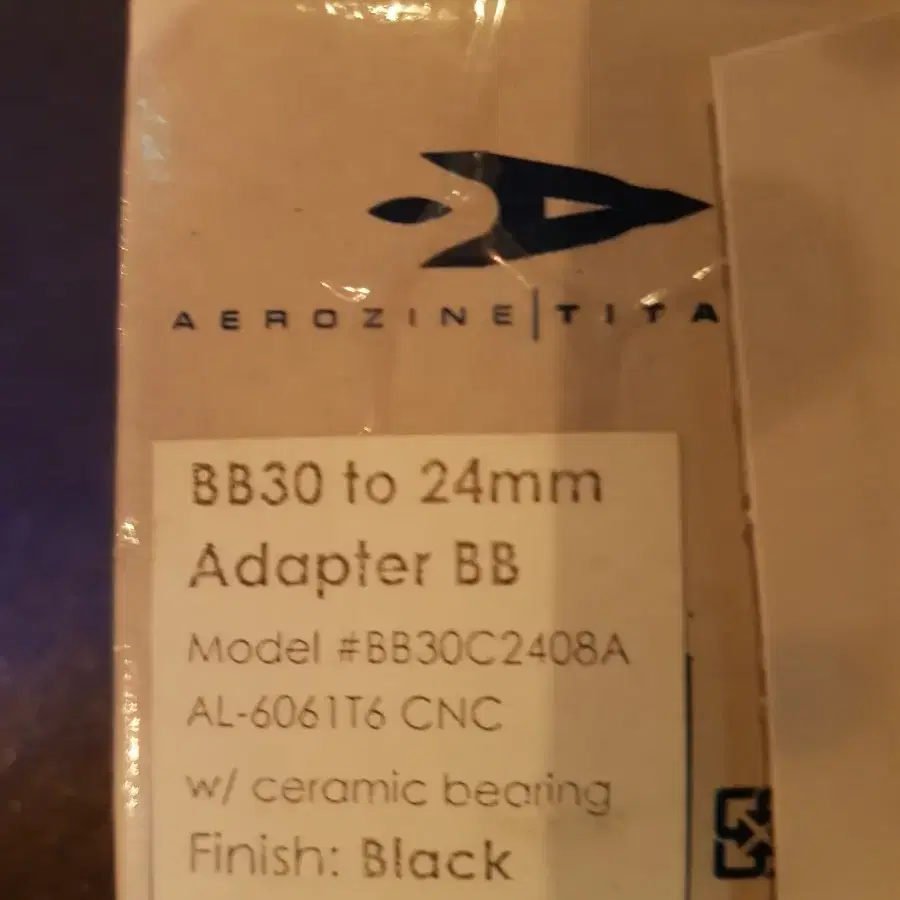 AEROZINE|TITA
BB30 to 24mm
Adapter BB
Model #BB30C2408A
AL-6061T6 CNC
w/ ceramic bearing
Finish: Black